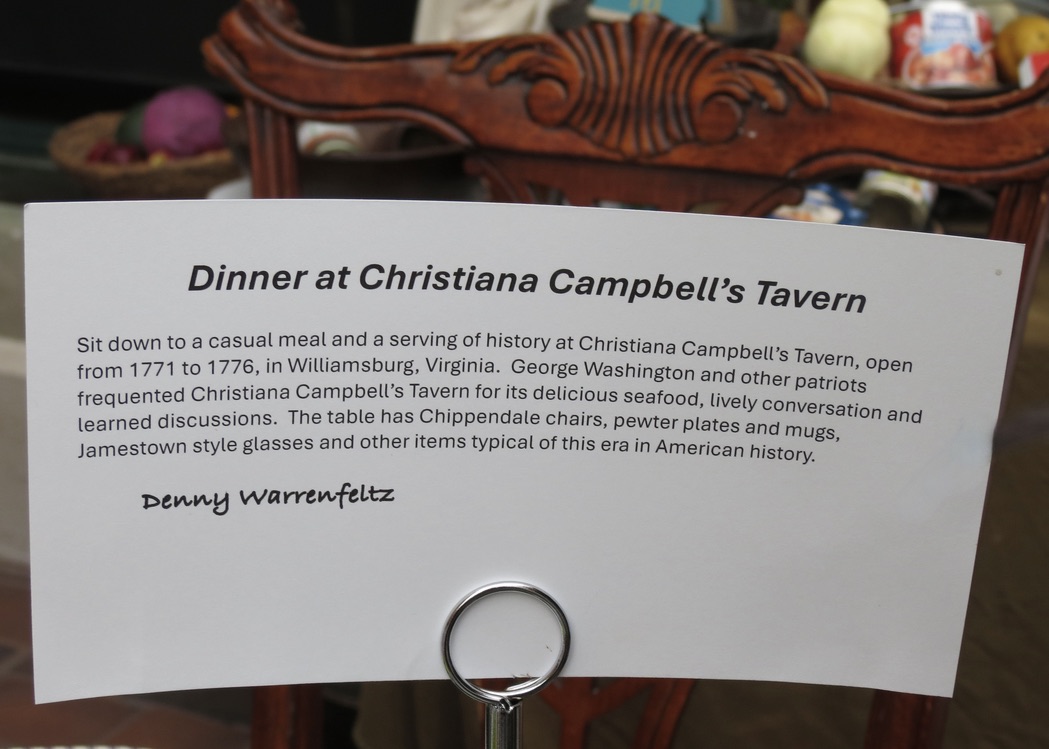 Dinner at Christiana Campbell's Tavern
Sit down to a casual meal and a serving of history at Christiana Campbell's Tavern, open
from 1771 to 1776, in Williamsburg, Virginia.  George Washington and other patriots
frequented Christiana Campbell's Tavern for its delicious seafood, lively conversation and
learned discussions.  The table has Chippendale chairs, pewter plates and mugs,
Jamestown style glasses and other items typical of this era in American history.
Denny Warrenfeltz